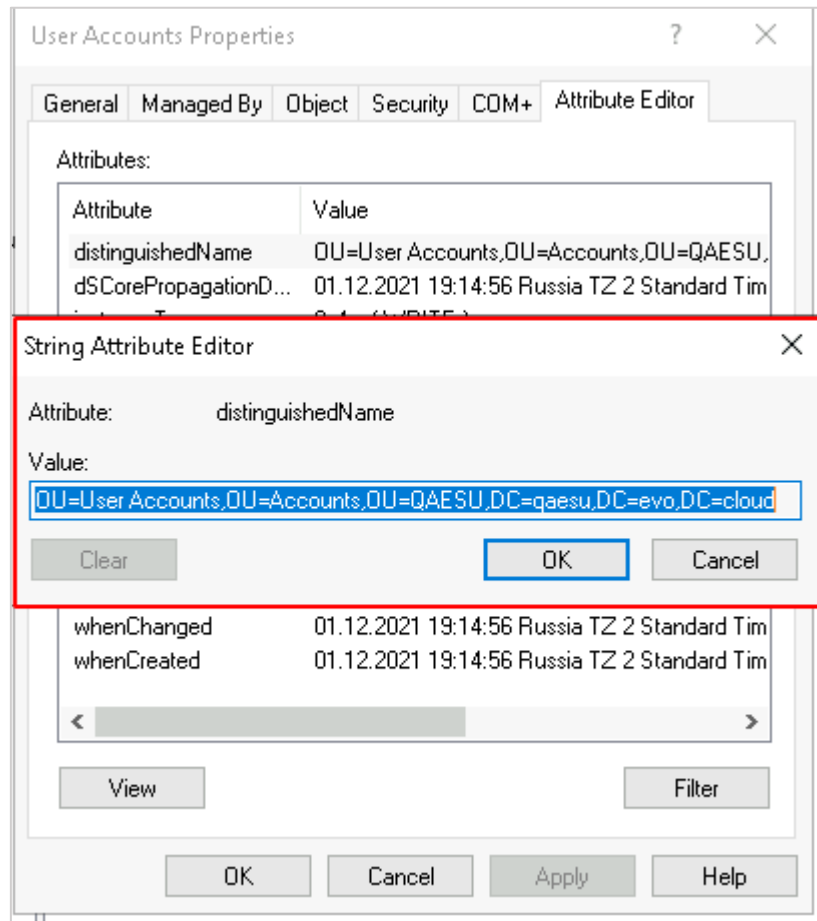 User Accounts Properties
General Managed By Object Security COM+ Attribute Editor
Attributes:
Attribute Value
distinguishedName OU=User Accounts,OU=Accounts,OU=QAESU,
dSCorePropagationD... 01.12.2021 19:14:56 Russia TZ 2 Standard Tim
String Attribute Editor
Attribute: distinguishedName
Value:
OU=User Accounts,OU=Accounts,OU=QAESU,DC=qaesu,DC=evo,DC=cloud
Clear OK Cancel
whenChanged 01.12.2021 19:14:56 Russia TZ 2 Standard Tim
whenCreated 01.12.2021 19:14:56 Russia TZ 2 Standard Tim
View Filter
OK Cancel Apply Help